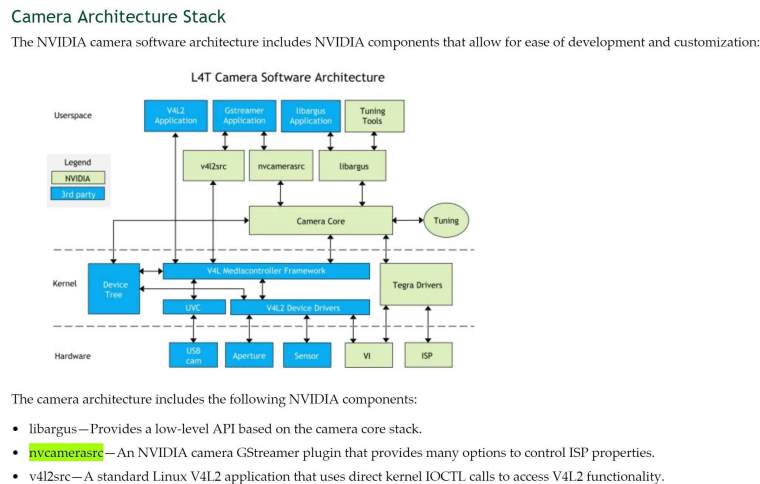 Camera Architecture Stack
The NVIDIA camera software architecture includes NVIDIA components that allow for ease of development and customization:
L4T Camera Software Architecture
Userspace
V4L2 Application
Gstreamer Application
libargus Application
Tuning Tools
Legend
NVIDIA
3rd party
v4l2src
nvcamerasrc
libargus
Camera Core
Tuning
Kernel
Device Tree
V4L Mediacontroller Framework
Tegra Drivers
UVC
V4L2 Device Drivers
Hardware
USB cam
Aperture
Sensor
VI
ISP
The camera architecture includes the following NVIDIA components:
• libargus—Provides a low-level API based on the camera core stack.
• nvcamerasrc—An NVIDIA camera GStreamer plugin that provides many options to control ISP properties.
• v4l2src—A standard Linux V4L2 application that uses direct kernel IOCTL calls to access V4L2 functionality.